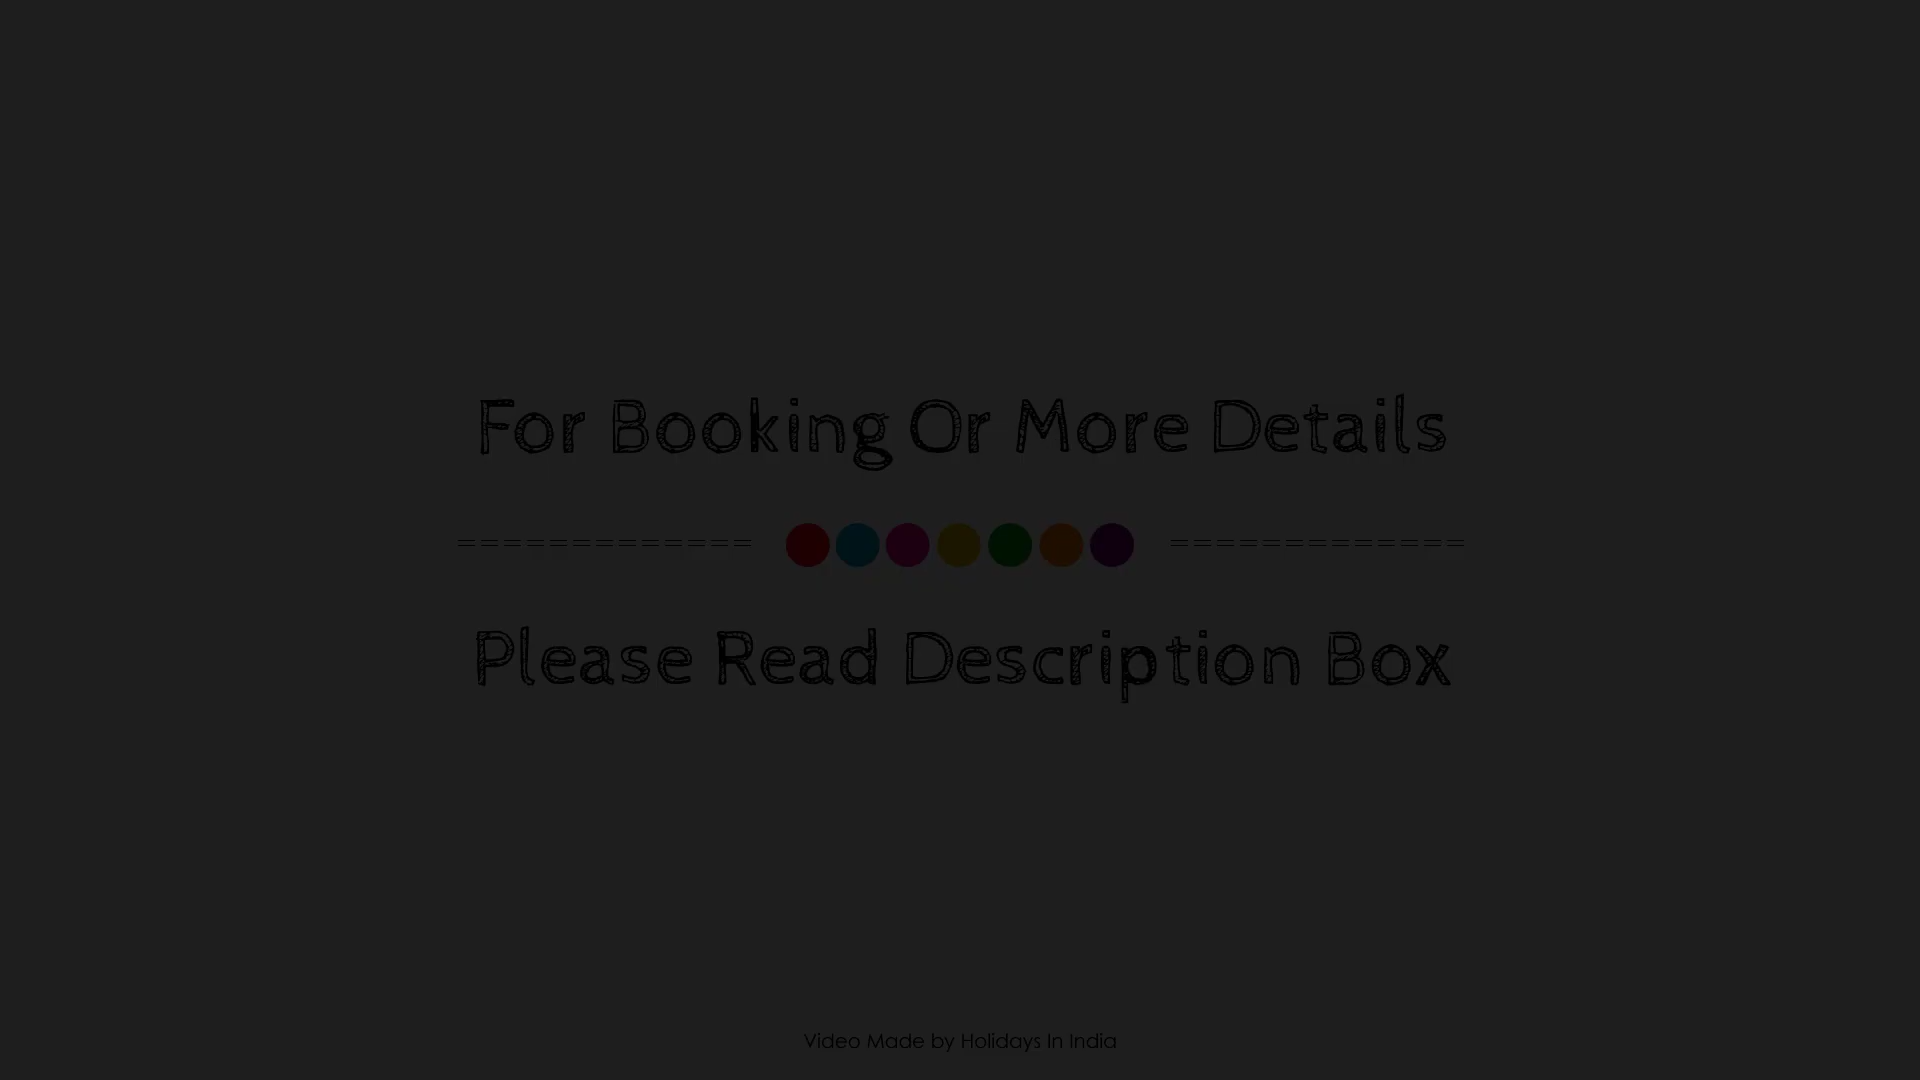 For Booking Or More Details
============= =============
Please Read Description Box
Video Made by Holidays In India